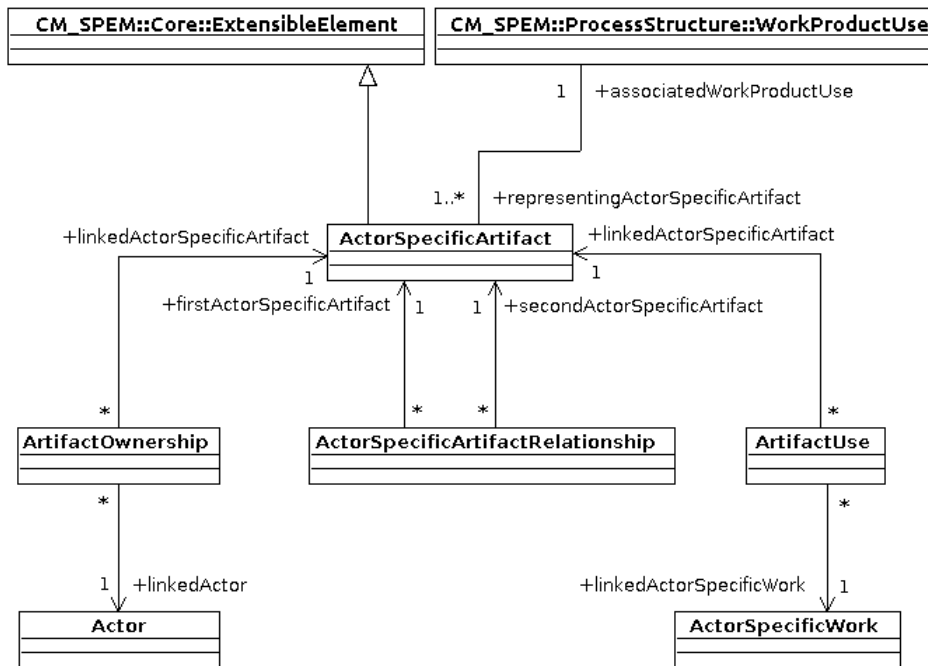 CM_SPEM::Core::ExtensibleElement
CM_SPEM::ProcessStructure::WorkProductUse
1 +associatedWorkProductUse
1..* +representingActorSpecificArtifact
+linkedActorSpecificArtifact
ActorSpecificArtifact
+linkedActorSpecificArtifact
1
1
+firstActorSpecificArtifact
1
1
+secondActorSpecificArtifact
*
*
*
*
ArtifactOwnership
ActorSpecificArtifactRelationship
ArtifactUse
*
*
1 +linkedActor
+linkedActorSpecificWork 1
Actor
ActorSpecificWork